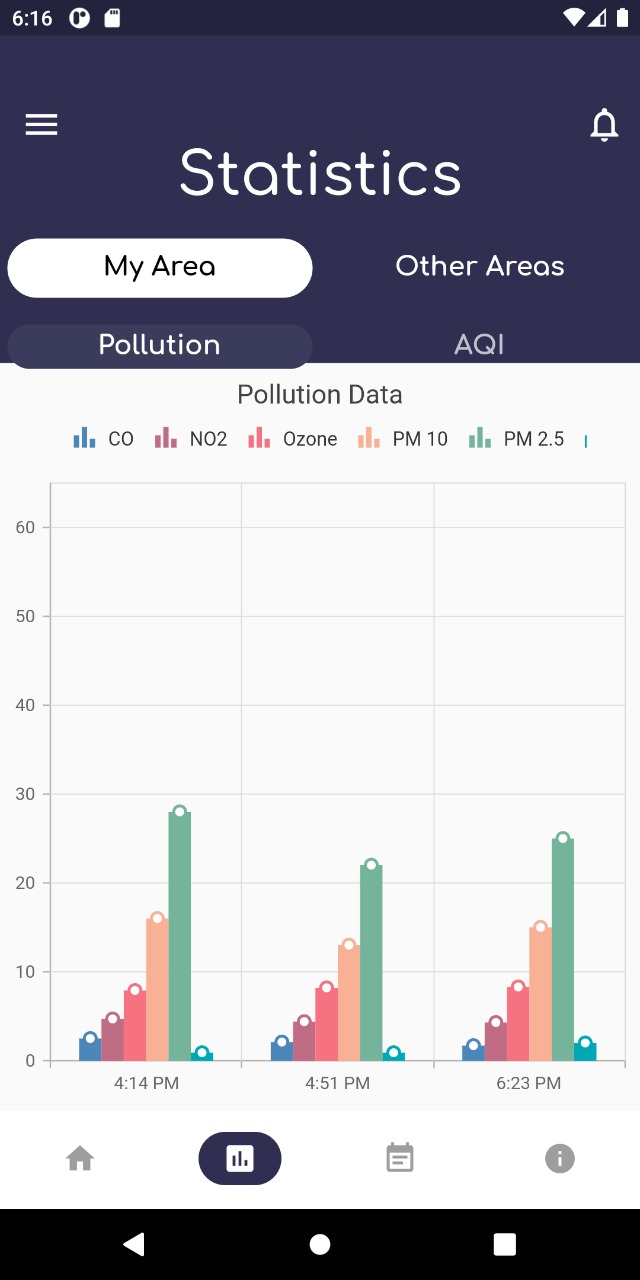 6:16
Statistics
My Area Other Areas
Pollution AQI
Pollution Data
CO NO2 Ozone PM 10 PM 2.5
60
50
40
30
20
10
0
4:14 PM 4:51 PM 6:23 PM